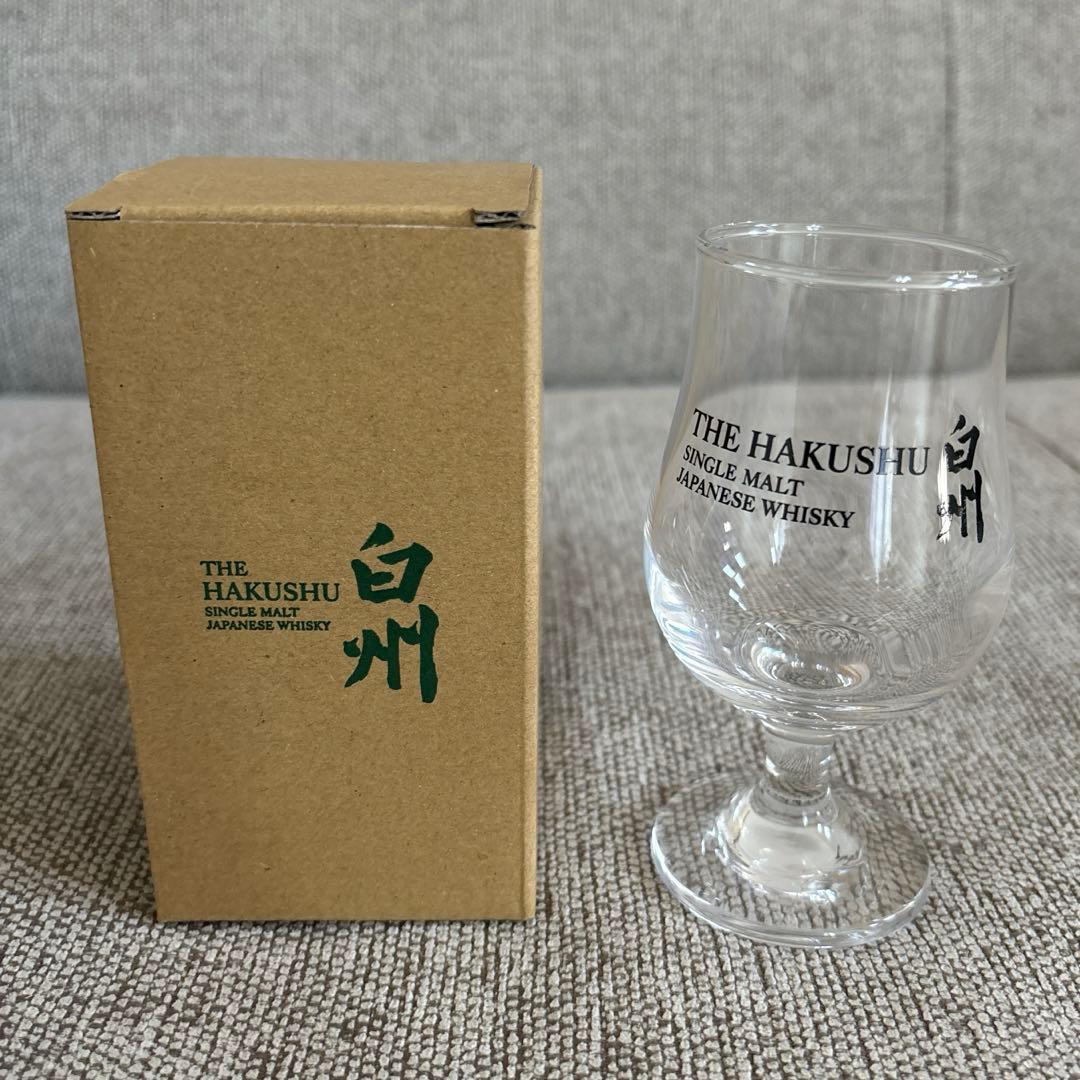 THE
HAKUSHU
SINGLE MALT
JAPANESE WHISKY
白州
THE HAKUSHU
SINGLE MALT
JAPANESE WHISKY
白州